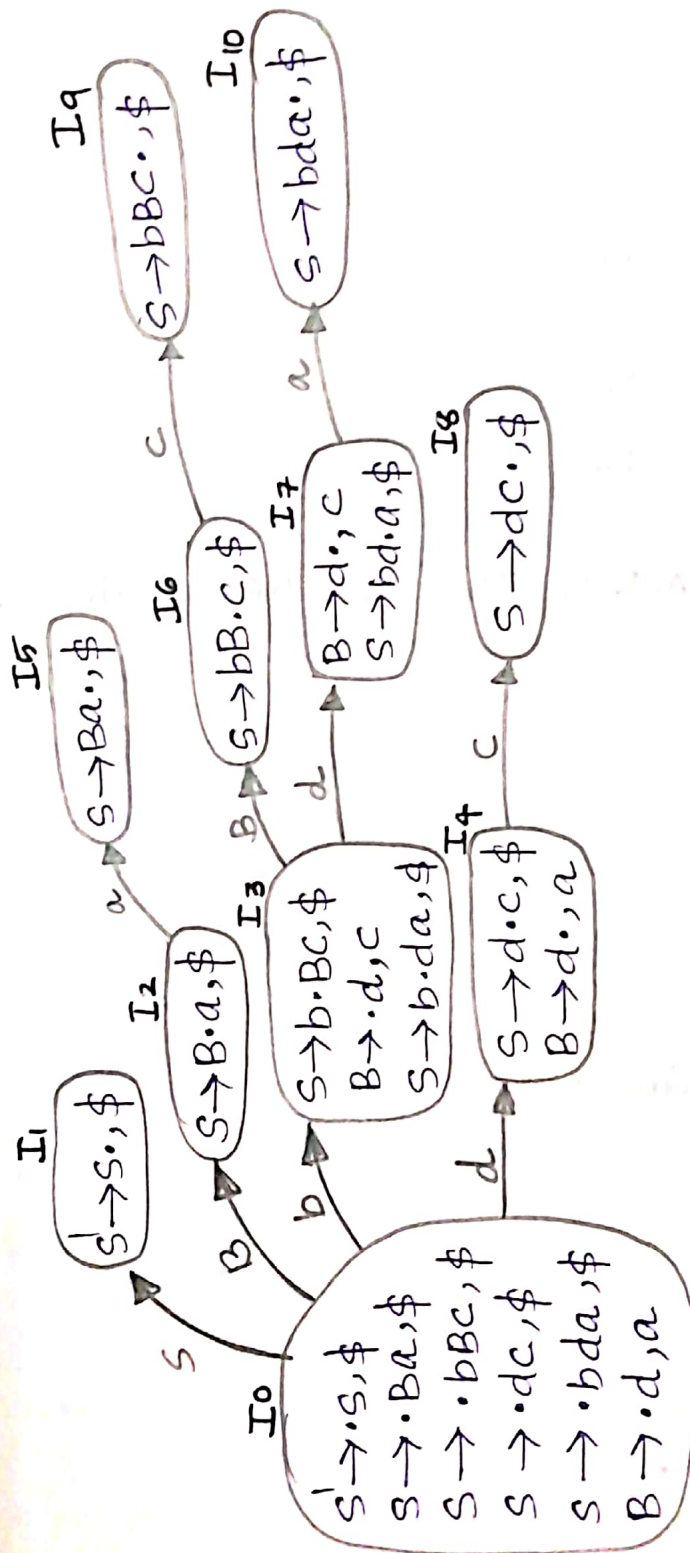 I0
S'→·S,$
S→·Ba,$
S→·bBC,$
S→·dC,$
S→·bda,$
B→·d,a
S
I1
S'→S·,$
B
I2
S→B·a,$
a
I5
S→Ba·,$
b
I3
S→b·BC,$
B→·d,C
S→b·da,$
B
I6
S→bB·C,$
C
I9
S→bBC·,$
d
I7
B→d·,C
S→bd·a,$
a
I10
S→bda·,$
d
I4
S→d·C,$
B→d·,a
C
I8
S→dC·,$